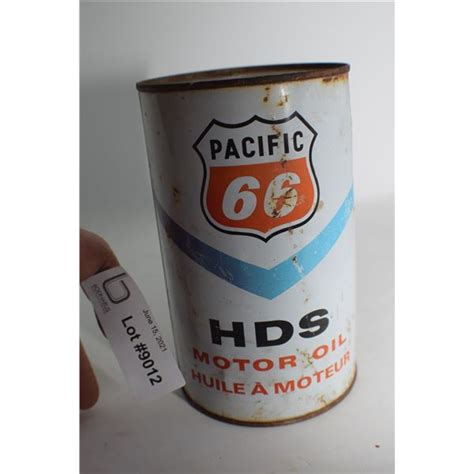 PACIFIC
66
HDS
MOTOR OIL
HUILE À MOTEUR
June 15, 2021
Lot #9012